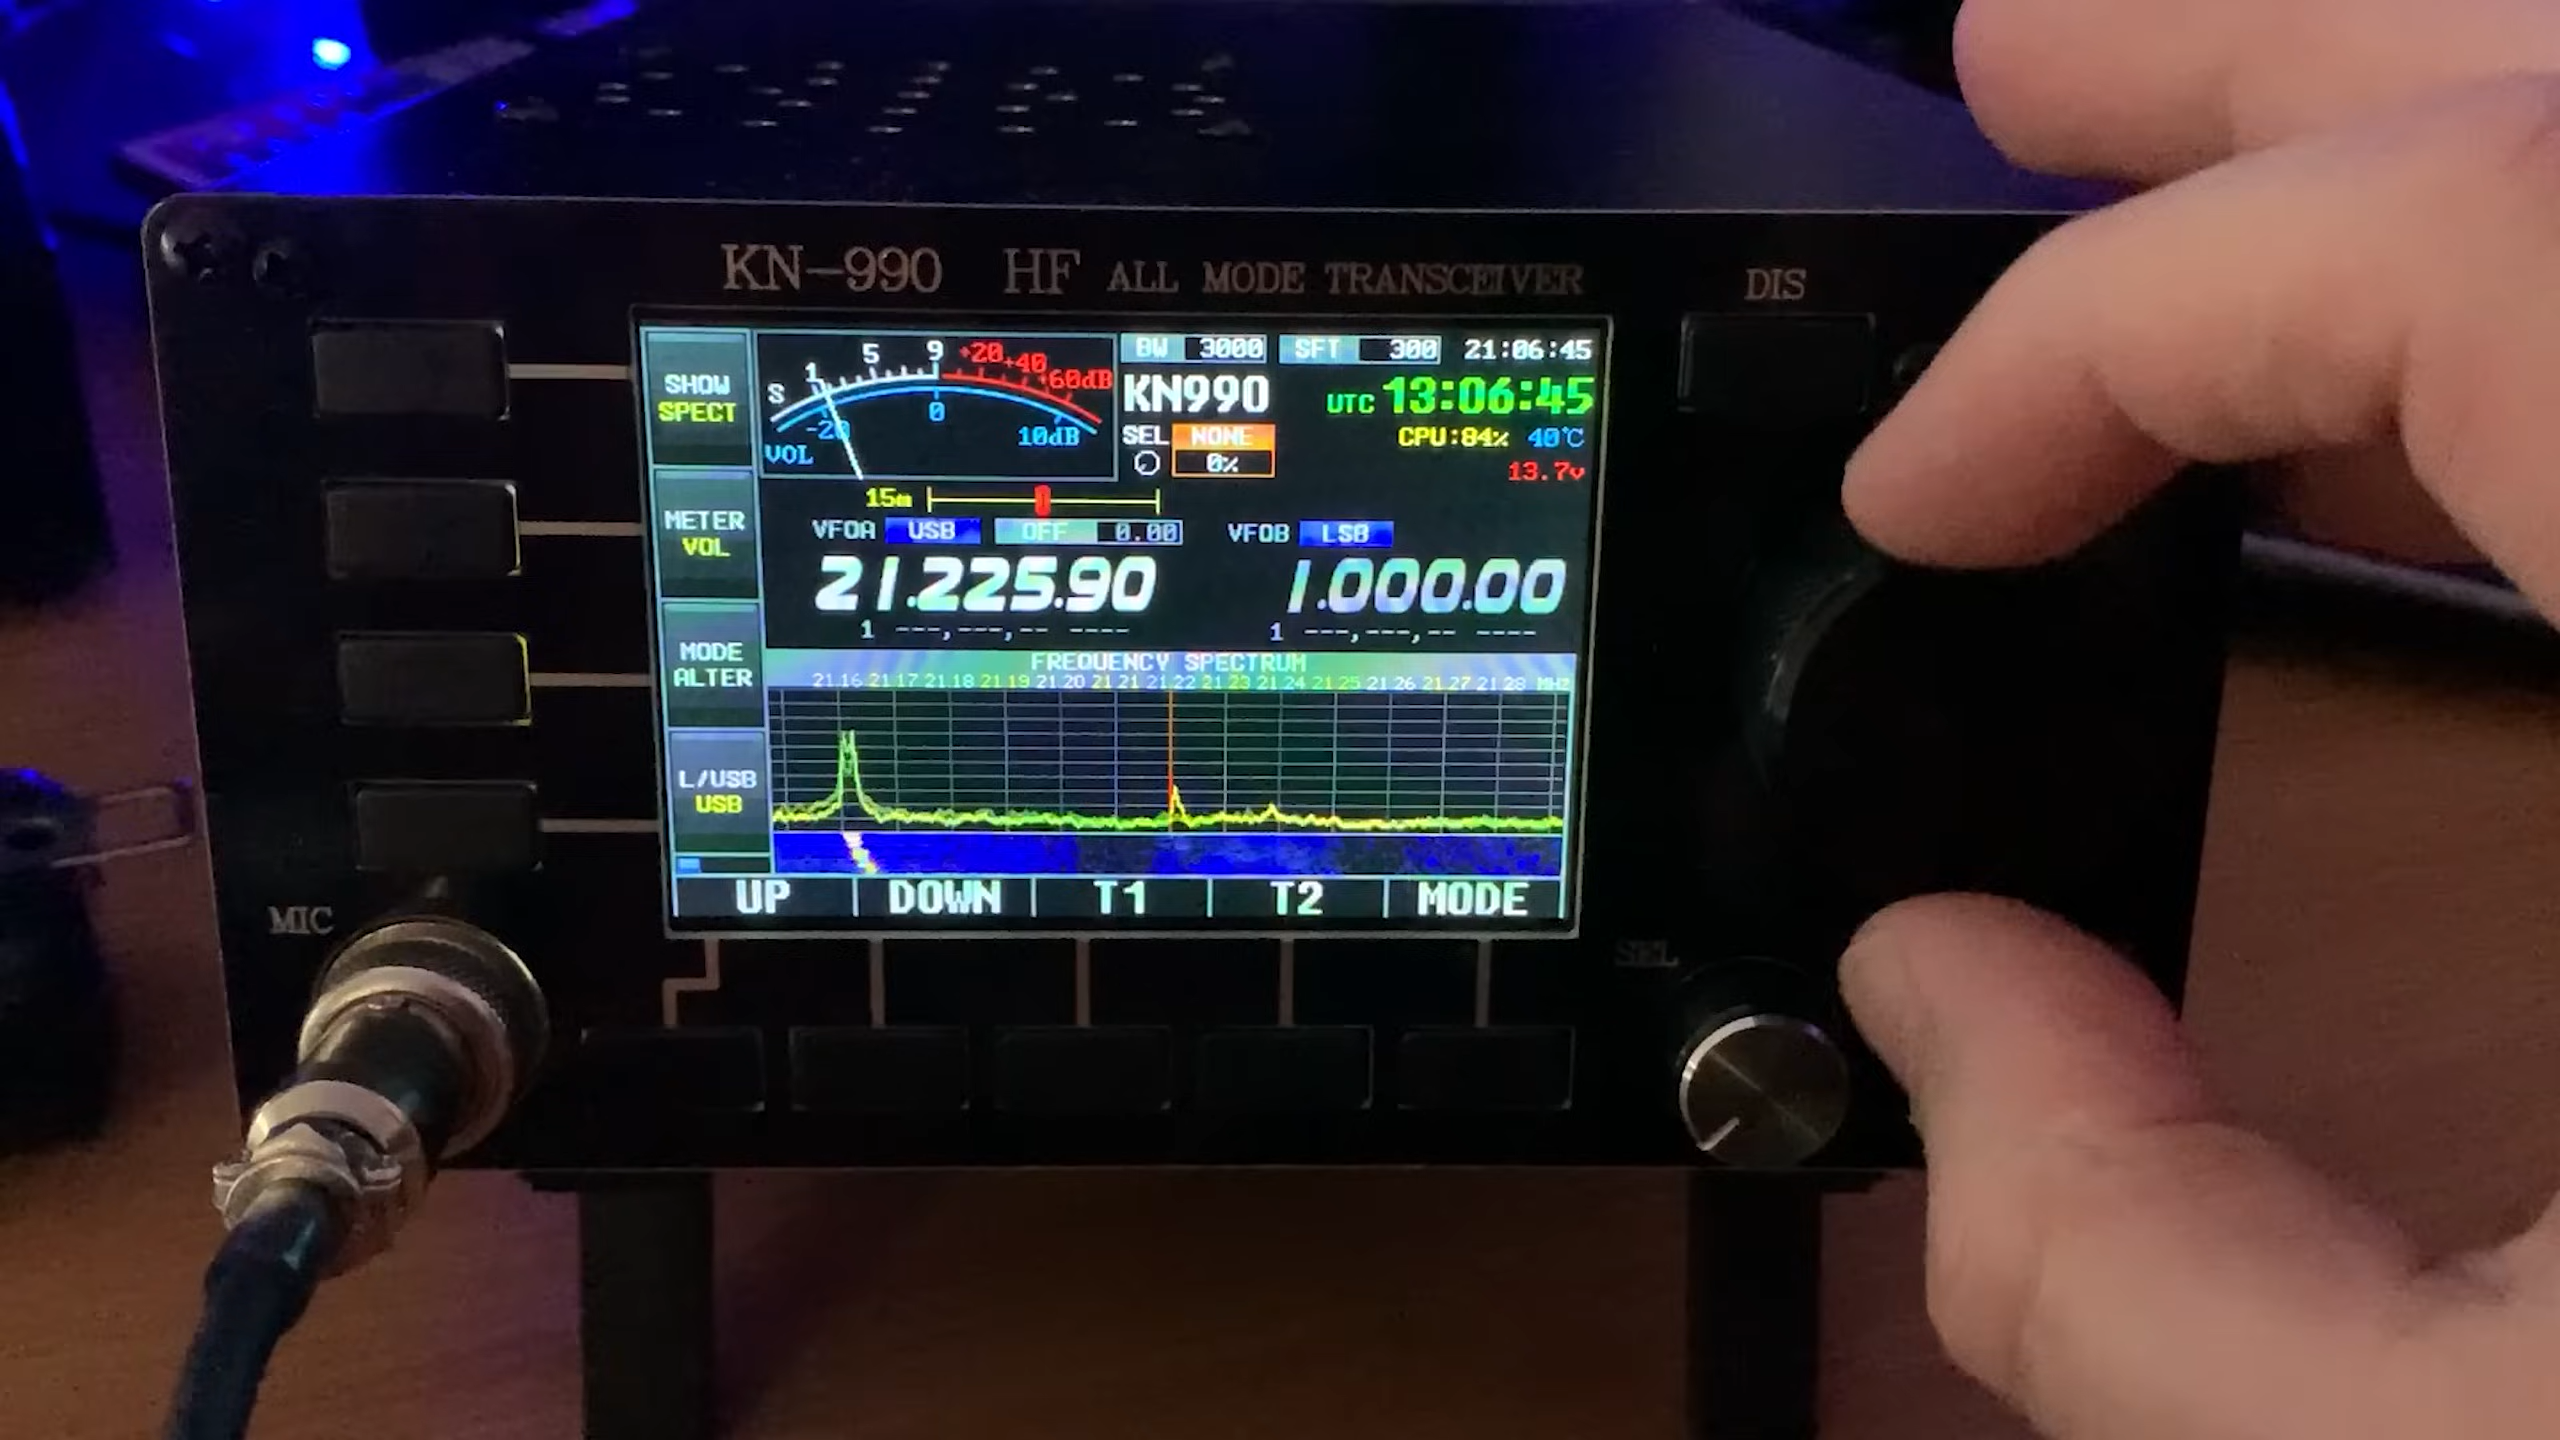 KN-990 HF ALL MODE TRANSCEIVER
DIS
SHOW
SPECT
METER
VOL
MODE
ALTER
L/USB
USB
S 1 5 9 +20 +40 +60dB
-20 0 10dB
VOL
BW 3000 SFT 300 21:06:45
KN990 UTC 13:06:45
CPU:84% 40°C
SEL NONE
0%
13.7v
15m
VFOA USB OFF 0.00 VFOB LSB
21.225.90 1.000.00
1 ---,---,-- ---- 1 ---,---,-- ----
FREQUENCY SPECTRUM
21.16 21.17 21.18 21.19 21.20 21.21 21.22 21.23 21.24 21.25 21.26 21.27 21.28 MHZ
UP DOWN T1 T2 MODE
MIC
SEL